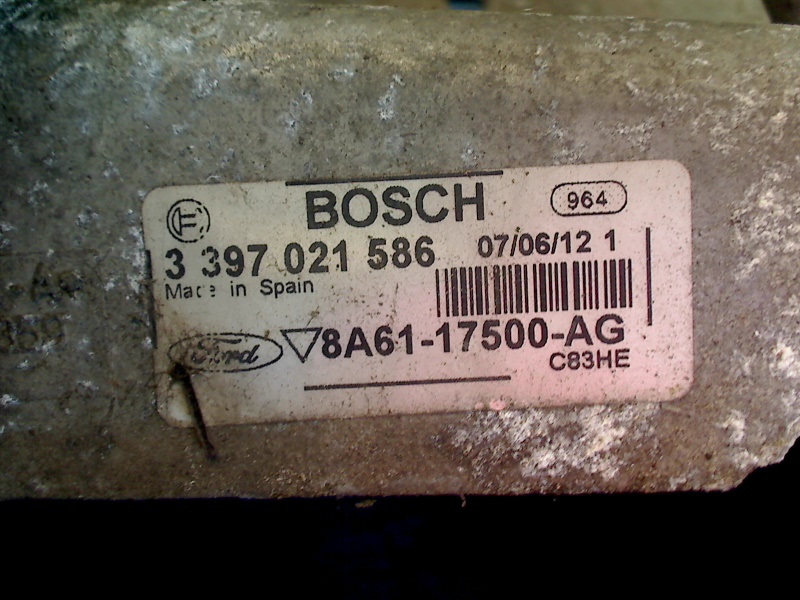 BOSCH 964
3 397 021 586 07/06/12 1
Made in Spain
Ford 8A61-17500-AG
C83HE